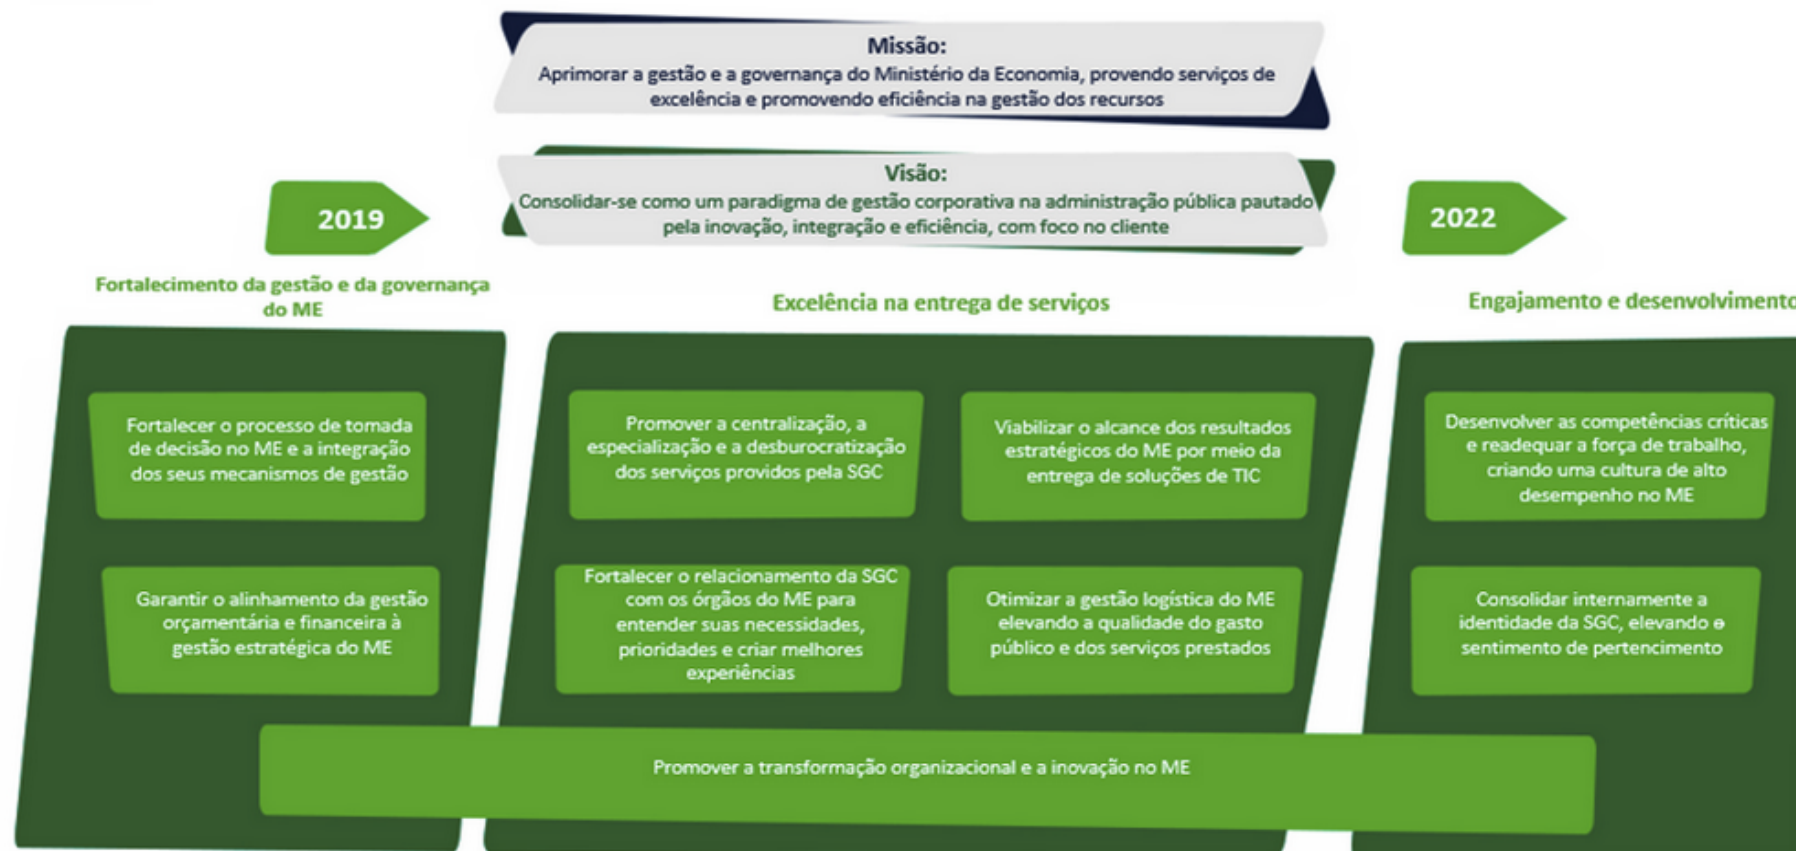 Missão:
Aprimorar a gestão e a governança do Ministério da Economia, provendo serviços de
excelência e promovendo eficiência na gestão dos recursos
Visão:
Consolidar-se como um paradigma de gestão corporativa na administração pública pautado
pela inovação, integração e eficiência, com foco no cliente
2019
2022
Fortalecimento da gestão e da governança
do ME
Fortalecer o processo de tomada
de decisão no ME e a integração
dos seus mecanismos de gestão
Garantir o alinhamento da gestão
orçamentária e financeira à
gestão estratégica do ME
Excelência na entrega de serviços
Promover a centralização, a
especialização e a desburocratização
dos serviços providos pela SGC
Viabilizar o alcance dos resultados
estratégicos do ME por meio da
entrega de soluções de TIC
Fortalecer o relacionamento da SGC
com os órgãos do ME para
entender suas necessidades,
prioridades e criar melhores
experiências
Otimizar a gestão logística do ME
elevando a qualidade do gasto
público e dos serviços prestados
Engajamento e desenvolvimento
Desenvolver as competências críticas
e readequar a força de trabalho,
criando uma cultura de alto
desempenho no ME
Consolidar internamente a
identidade da SGC, elevando o
sentimento de pertencimento
Promover a transformação organizacional e a inovação no ME